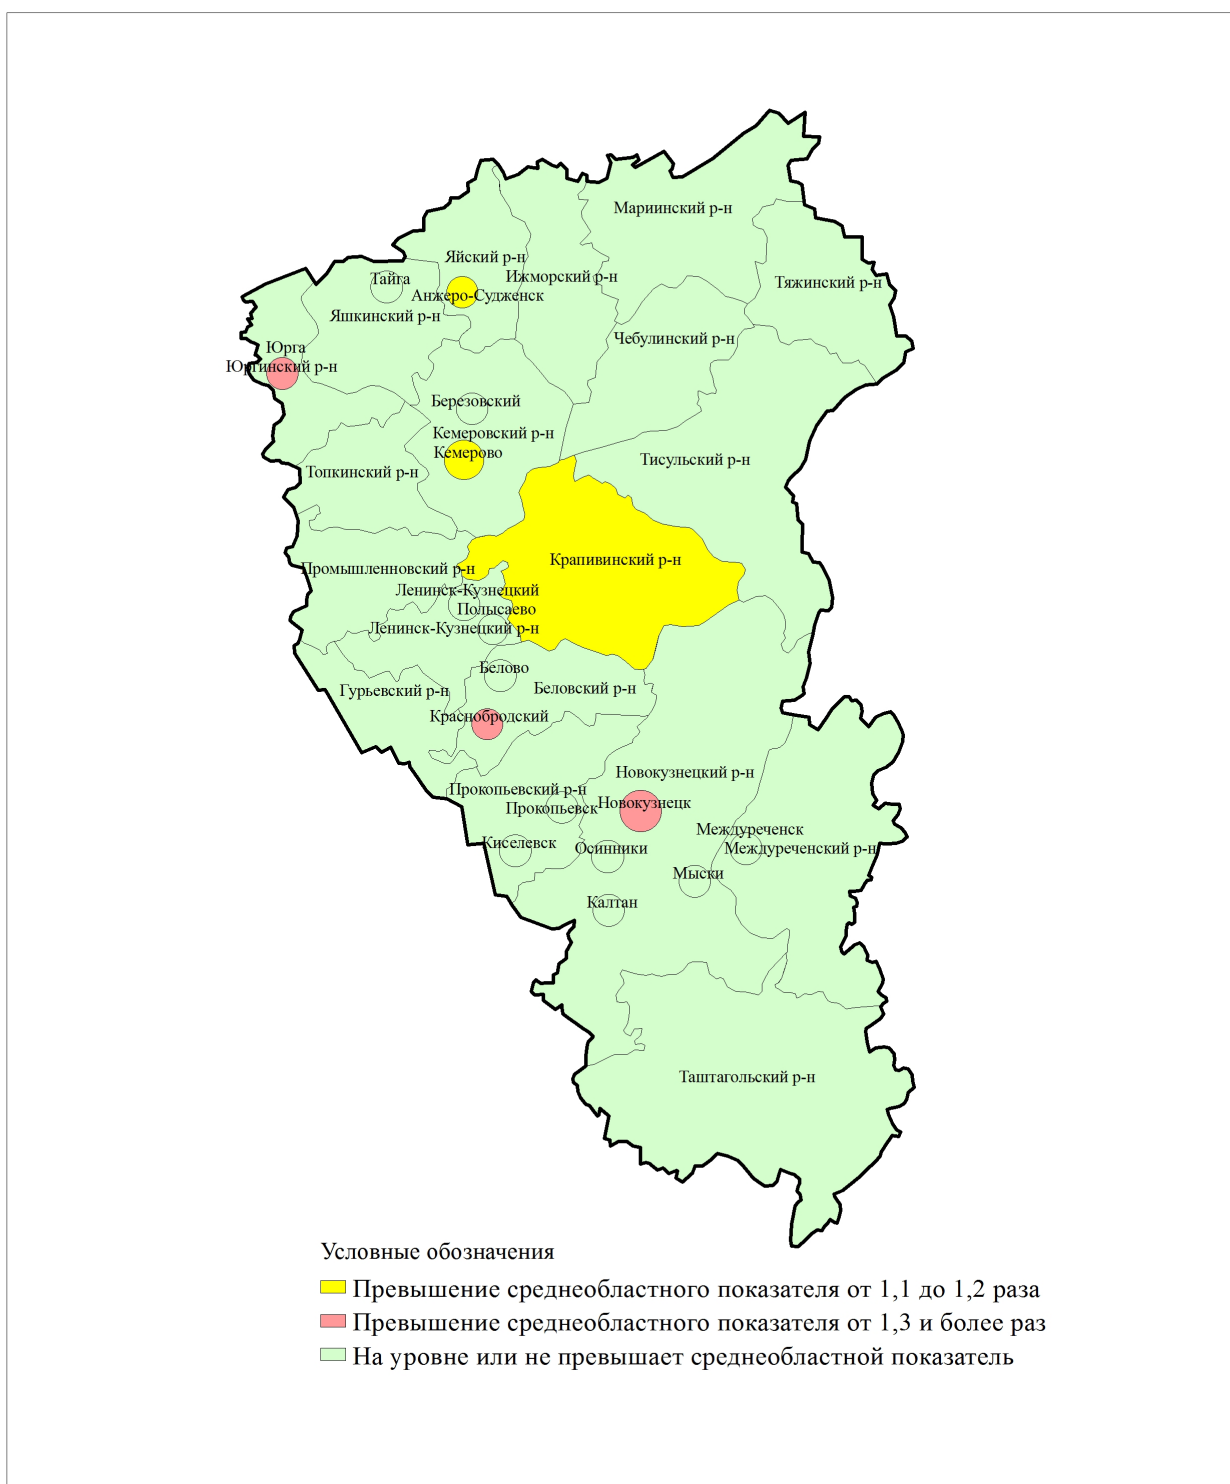 Мариинский р-н
Яйский р-н
Ижморский р-н
Тайга
Тяжинский р-н
Анжеро-Судженск
Яшкинский р-н
Чебулинский р-н
Юрга
Юргинский р-н
Березовский
Кемеровский р-н
Кемерово
Тисульский р-н
Топкинский р-н
Крапивинский р-н
Промышленновский р-н
Ленинск-Кузнецкий
Полысаево
Ленинск-Кузнецкий р-н
Белово
Беловский р-н
Гурьевский р-н
Краснобродский
Новокузнецкий р-н
Прокопьевский р-н
Прокопьевск
Новокузнецк
Междуреченск
Киселевск
Осинники
Междуреченский р-н
Мыски
Калтан
Таштагольский р-н
Условные обозначения
Превышение среднеобластного показателя от 1,1 до 1,2 раза
Превышение среднеобластного показателя от 1,3 и более раз
На уровне или не превышает среднеобластной показатель